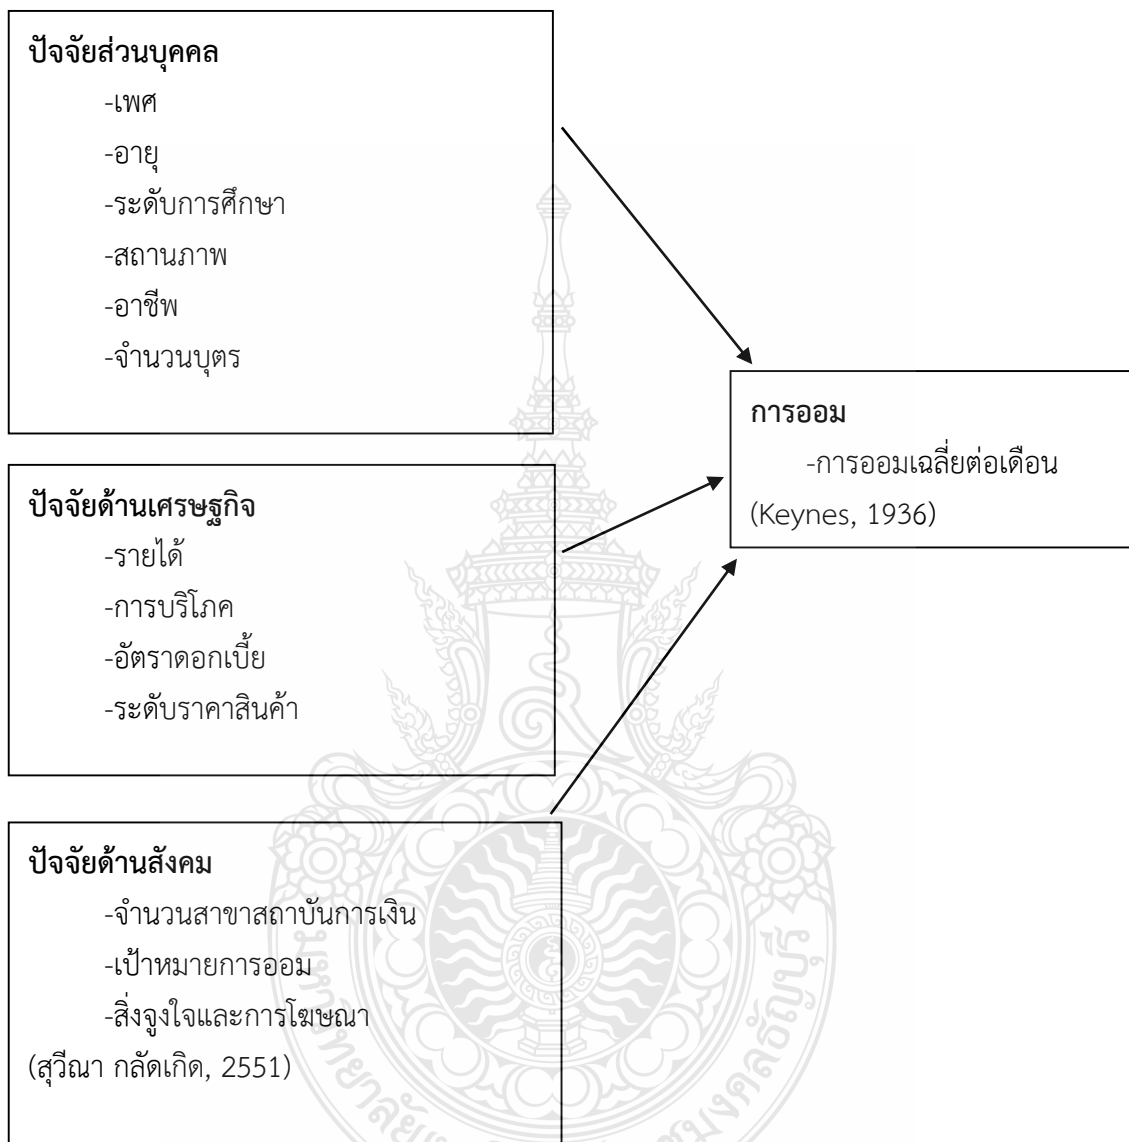 ปัจจัยส่วนบุคคล
-เพศ
-อายุ
-ระดับการศึกษา
-สถานภาพ
-อาชีพ
-จำนวนบุตร
ปัจจัยด้านเศรษฐกิจ
-รายได้
-การบริโภค
-อัตราดอกเบี้ย
-ระดับราคาสินค้า
ปัจจัยด้านสังคม
-จำนวนสาขาสถาบันการเงิน
-เป้าหมายการออม
-สิ่งจูงใจและการโฆษณา
(สุวีณา กลัดเกิด, 2551)
การออม
-การออมเฉลี่ยต่อเดือน
(Keynes, 1936)